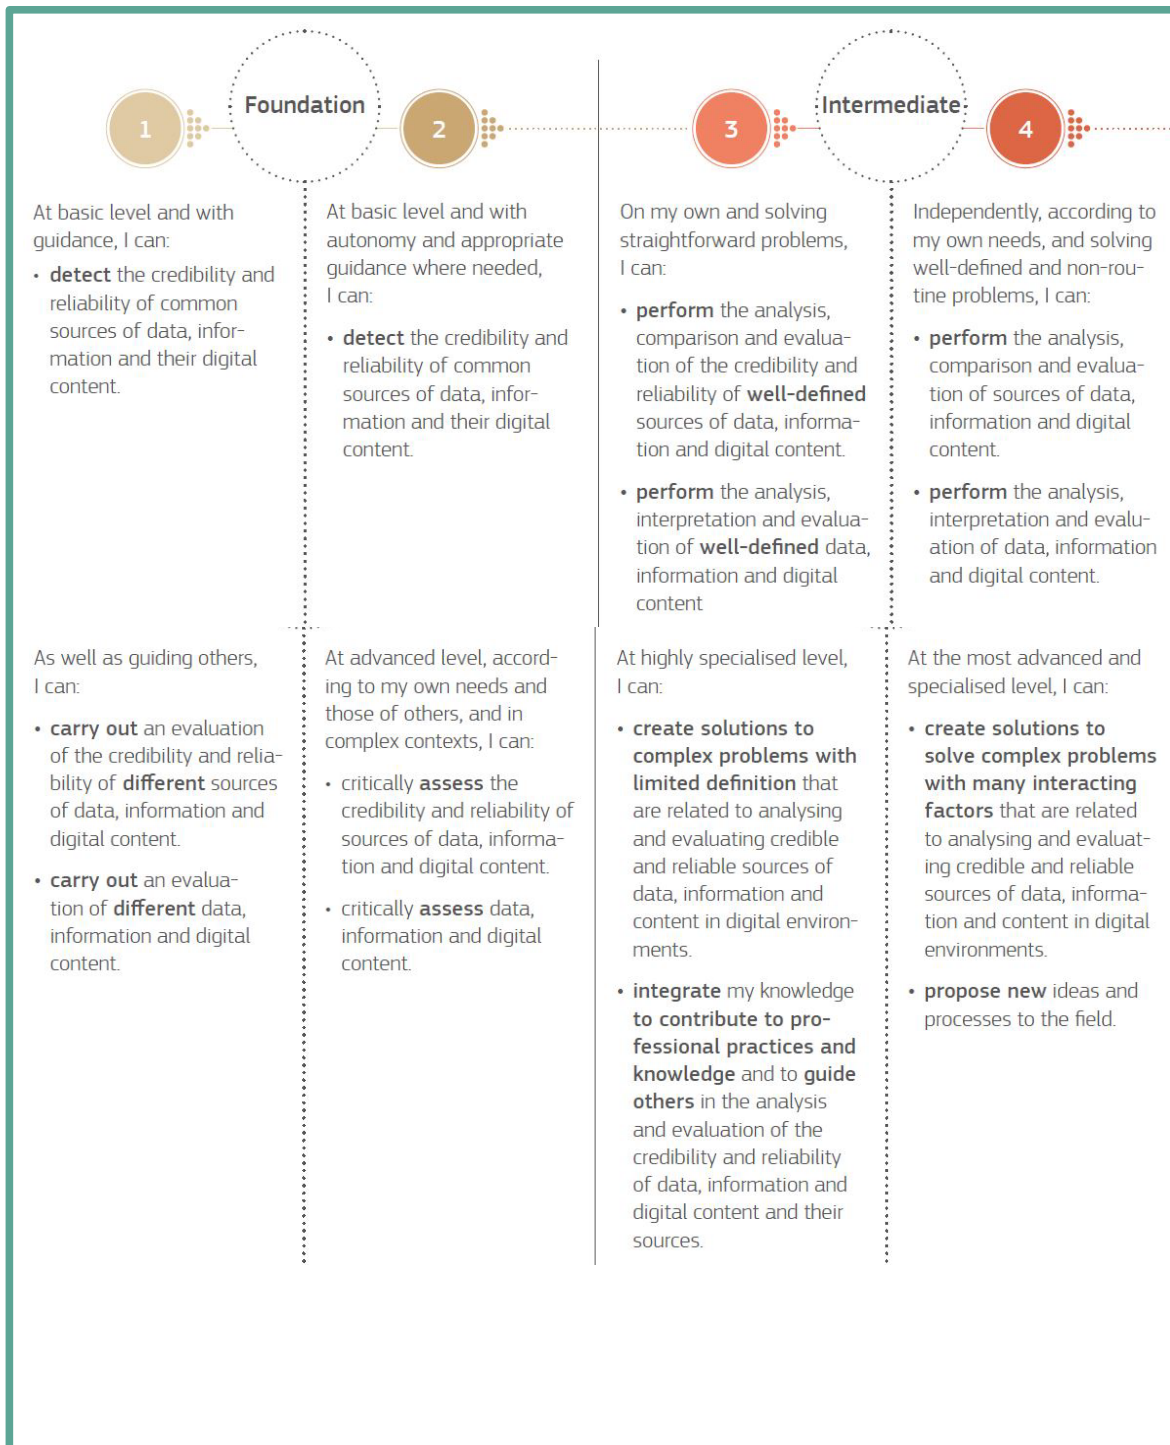 1
Foundation
2
3
Intermediate
4
At basic level and with
guidance, I can:
• detect the credibility and
reliability of common
sources of data, infor-
mation and their digital
content.
At basic level and with
autonomy and appropriate
guidance where needed,
I can:
• detect the credibility and
reliability of common
sources of data, infor-
mation and their digital
content.
On my own and solving
straightforward problems,
I can:
• perform the analysis,
comparison and evalua-
tion of the credibility and
reliability of well-defined
sources of data, informa-
tion and digital content.
• perform the analysis,
interpretation and evalua-
tion of well-defined data,
information and digital
content
Independently, according to
my own needs, and solving
well-defined and non-rou-
tine problems, I can:
• perform the analysis,
comparison and evalua-
tion of sources of data,
information and digital
content.
• perform the analysis,
interpretation and evalu-
ation of data, information
and digital content.
As well as guiding others,
I can:
• carry out an evaluation
of the credibility and relia-
bility of different sources
of data, information and
digital content.
• carry out an evalua-
tion of different data,
information and digital
content.
At advanced level, accord-
ing to my own needs and
those of others, and in
complex contexts, I can:
• critically assess the
credibility and reliability of
sources of data, informa-
tion and digital content.
• critically assess data,
information and digital
content.
At highly specialised level,
I can:
• create solutions to
complex problems with
limited definition that
are related to analysing
and evaluating credible
and reliable sources of
data, information and
content in digital environ-
ments.
• integrate my knowledge
to contribute to pro-
fessional practices and
knowledge and to guide
others in the analysis
and evaluation of the
credibility and reliability
of data, information and
digital content and their
sources.
At the most advanced and
specialised level, I can:
• create solutions to
solve complex problems
with many interacting
factors that are related
to analysing and evaluat-
ing credible and reliable
sources of data, informa-
tion and content in digital
environments.
• propose new ideas and
processes to the field.